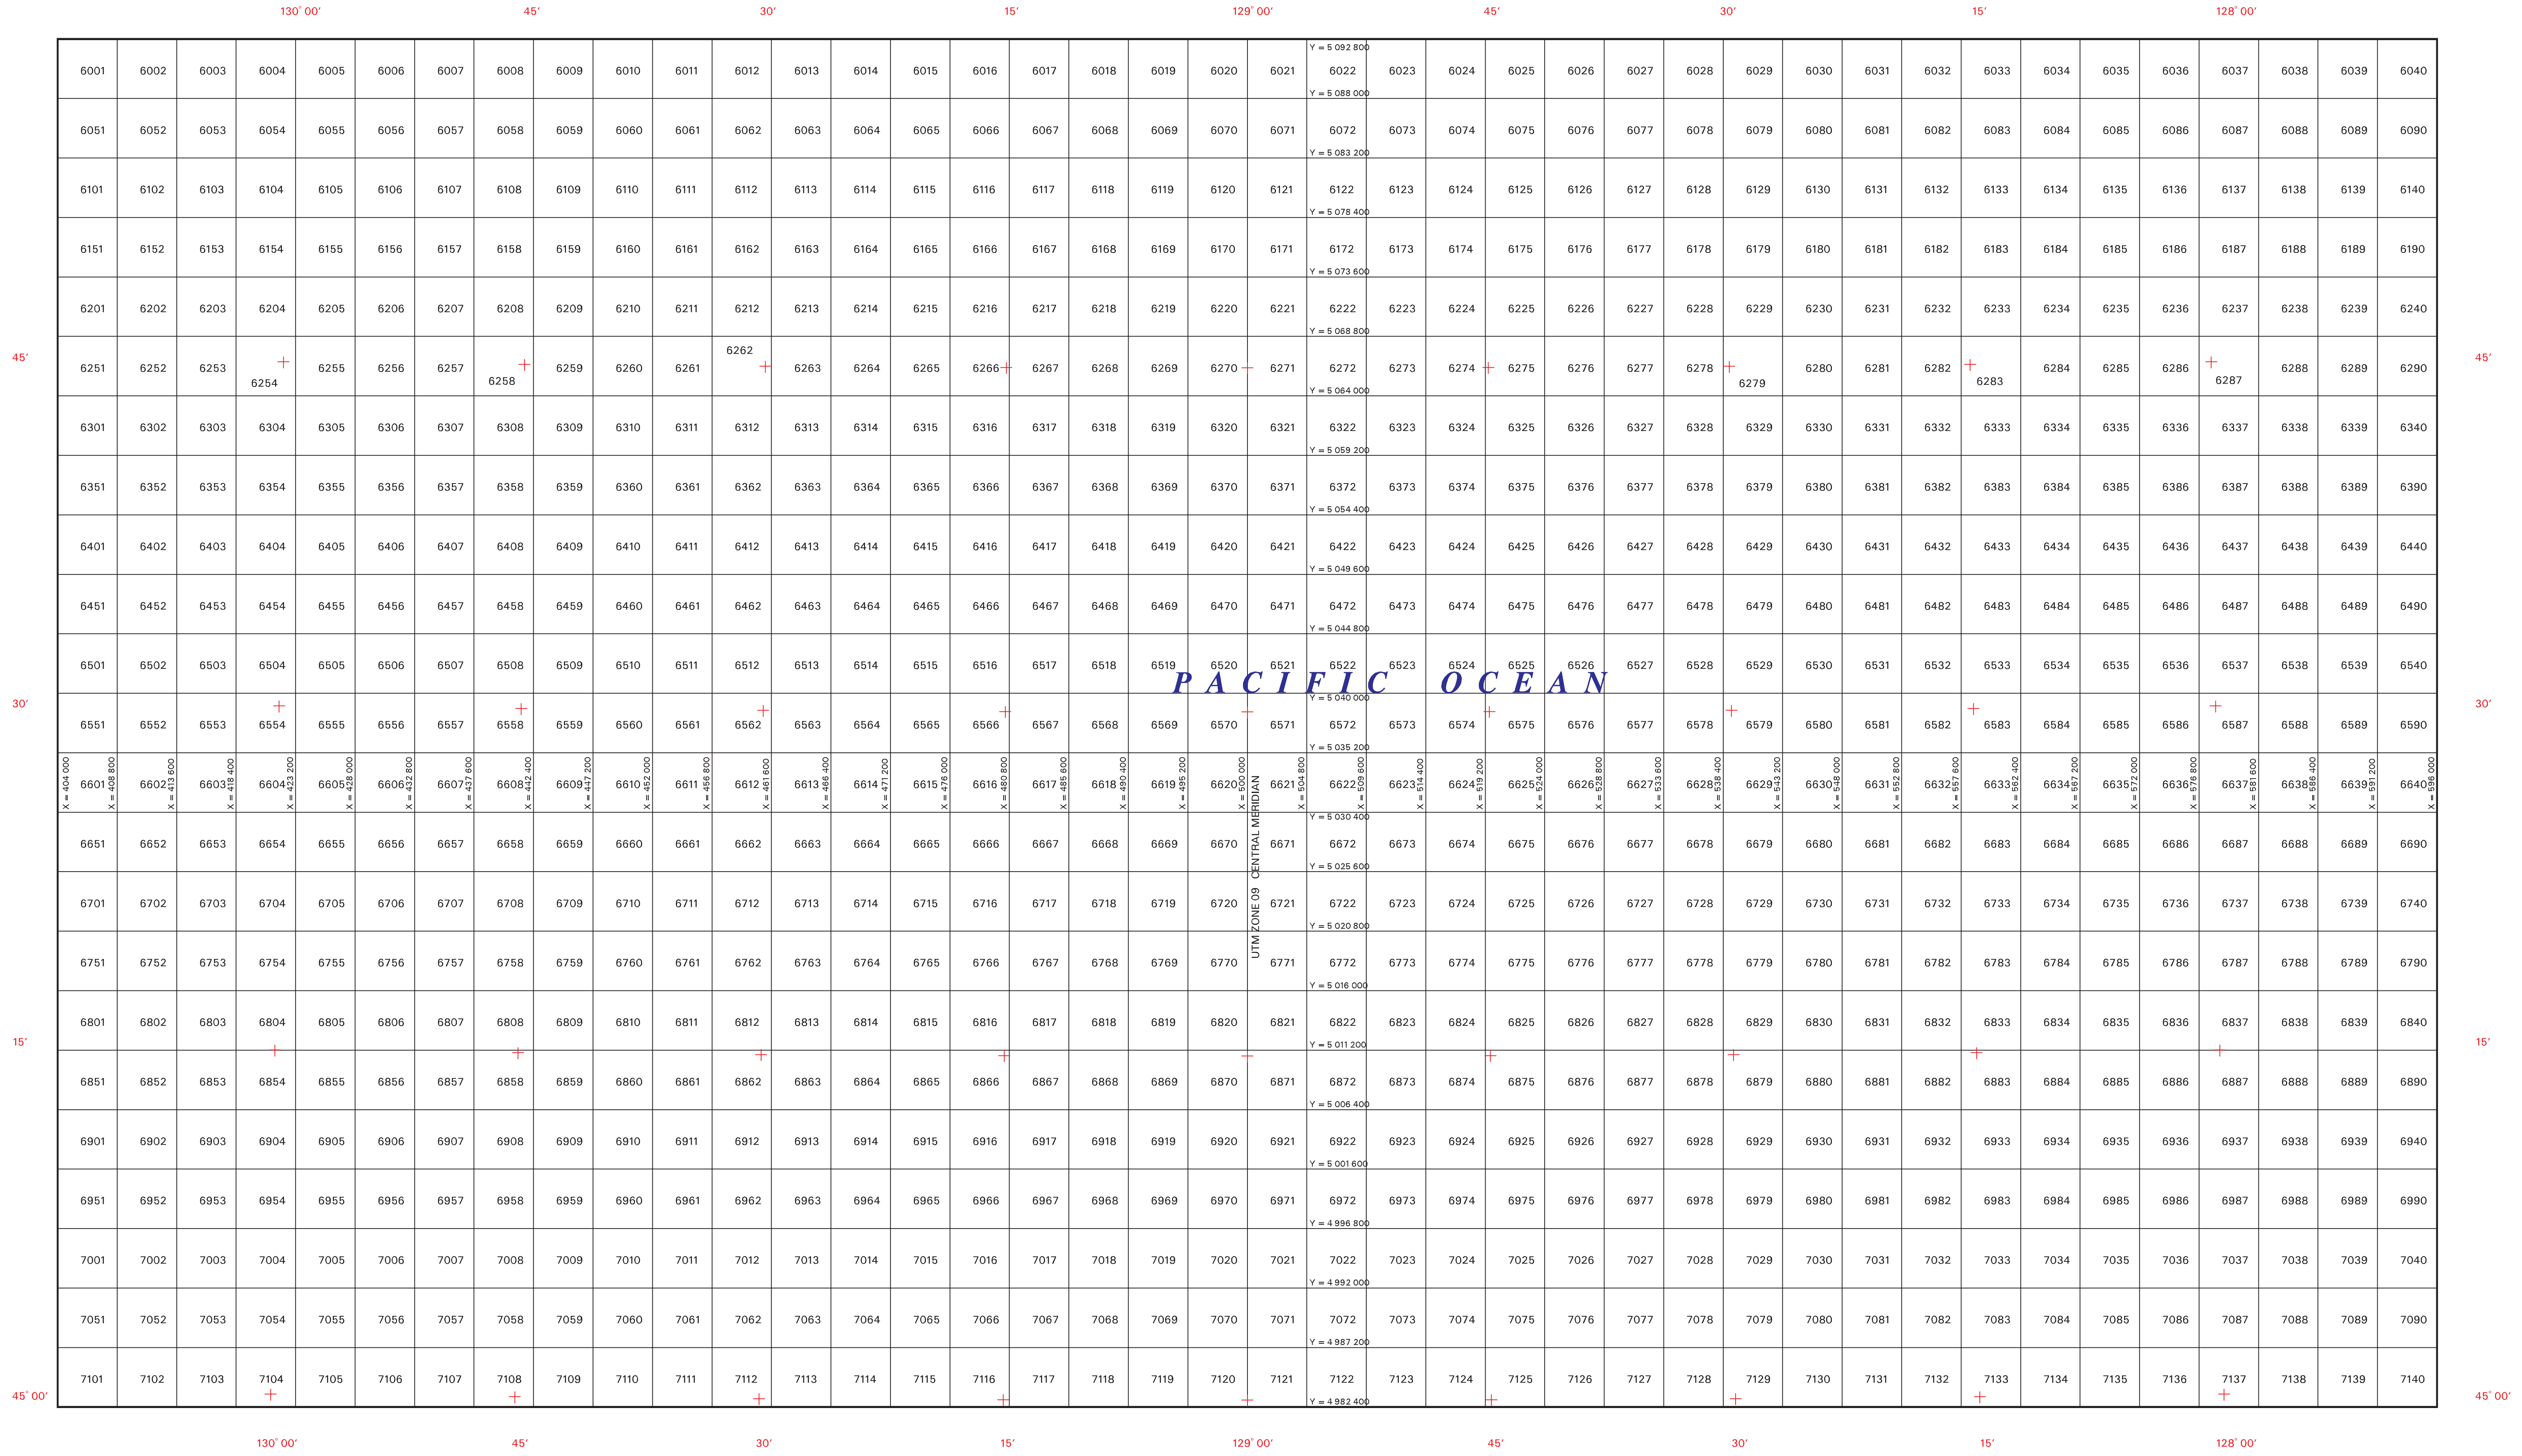 130° 00′ 45′ 30′ 15′ 129° 00′ 45′ 30′ 15′ 128° 00′
Y = 5 092 800
6001 6002 6003 6004 6005 6006 6007 6008 6009 6010 6011 6012 6013 6014 6015 6016 6017 6018 6019 6020 6021 6022 6023 6024 6025 6026 6027 6028 6029 6030 6031 6032 6033 6034 6035 6036 6037 6038 6039 6040
Y = 5 088 000
6051 6052 6053 6054 6055 6056 6057 6058 6059 6060 6061 6062 6063 6064 6065 6066 6067 6068 6069 6070 6071 6072 6073 6074 6075 6076 6077 6078 6079 6080 6081 6082 6083 6084 6085 6086 6087 6088 6089 6090
Y = 5 083 200
6101 6102 6103 6104 6105 6106 6107 6108 6109 6110 6111 6112 6113 6114 6115 6116 6117 6118 6119 6120 6121 6122 6123 6124 6125 6126 6127 6128 6129 6130 6131 6132 6133 6134 6135 6136 6137 6138 6139 6140
Y = 5 078 400
6151 6152 6153 6154 6155 6156 6157 6158 6159 6160 6161 6162 6163 6164 6165 6166 6167 6168 6169 6170 6171 6172 6173 6174 6175 6176 6177 6178 6179 6180 6181 6182 6183 6184 6185 6186 6187 6188 6189 6190
Y = 5 073 600
6201 6202 6203 6204 6205 6206 6207 6208 6209 6210 6211 6212 6213 6214 6215 6216 6217 6218 6219 6220 6221 6222 6223 6224 6225 6226 6227 6228 6229 6230 6231 6232 6233 6234 6235 6236 6237 6238 6239 6240
Y = 5 068 800
6262
45′ 45′
6251 6252 6253 6255 6256 6257 6259 6260 6261 6263 6264 6265 6266 6267 6268 6269 6270 6271 6272 6273 6274 6275 6276 6277 6278 6280 6281 6282 6284 6285 6286 6288 6289 6290
6254 6258 6279 6283 6287
Y = 5 064 000
6301 6302 6303 6304 6305 6306 6307 6308 6309 6310 6311 6312 6313 6314 6315 6316 6317 6318 6319 6320 6321 6322 6323 6324 6325 6326 6327 6328 6329 6330 6331 6332 6333 6334 6335 6336 6337 6338 6339 6340
Y = 5 059 200
6351 6352 6353 6354 6355 6356 6357 6358 6359 6360 6361 6362 6363 6364 6365 6366 6367 6368 6369 6370 6371 6372 6373 6374 6375 6376 6377 6378 6379 6380 6381 6382 6383 6384 6385 6386 6387 6388 6389 6390
Y = 5 054 400
6401 6402 6403 6404 6405 6406 6407 6408 6409 6410 6411 6412 6413 6414 6415 6416 6417 6418 6419 6420 6421 6422 6423 6424 6425 6426 6427 6428 6429 6430 6431 6432 6433 6434 6435 6436 6437 6438 6439 6440
Y = 5 049 600
6451 6452 6453 6454 6455 6456 6457 6458 6459 6460 6461 6462 6463 6464 6465 6466 6467 6468 6469 6470 6471 6472 6473 6474 6475 6476 6477 6478 6479 6480 6481 6482 6483 6484 6485 6486 6487 6488 6489 6490
Y = 5 044 800
6501 6502 6503 6504 6505 6506 6507 6508 6509 6510 6511 6512 6513 6514 6515 6516 6517 6518 6519 6520 6521 6522 6523 6524 6525 6526 6527 6528 6529 6530 6531 6532 6533 6534 6535 6536 6537 6538 6539 6540
PACIFIC OCEAN
Y = 5 040 000
30′ 30′
6551 6552 6553 6554 6555 6556 6557 6558 6559 6560 6561 6562 6563 6564 6565 6566 6567 6568 6569 6570 6571 6572 6573 6574 6575 6576 6577 6578 6579 6580 6581 6582 6583 6584 6585 6586 6587 6588 6589 6590
Y = 5 035 200
6601 6602 6603 6604 6605 6606 6607 6608 6609 6610 6611 6612 6613 6614 6615 6616 6617 6618 6619 6620 6621 6622 6623 6624 6625 6626 6627 6628 6629 6630 6631 6632 6633 6634 6635 6636 6637 6638 6639 6640
X = 404 000 X = 408 800 X = 413 600 X = 418 400 X = 423 200 X = 428 000 X = 432 800 X = 437 600 X = 442 400 X = 447 200 X = 452 000 X = 456 800 X = 461 600 X = 466 400 X = 471 200 X = 476 000 X = 480 800 X = 485 600 X = 490 400 X = 495 200 X = 500 000 X = 504 800 X = 509 600 X = 514 400 X = 519 200 X = 524 000 X = 528 800 X = 533 600 X = 538 400 X = 543 200 X = 548 000 X = 552 800 X = 557 600 X = 562 400 X = 567 200 X = 572 000 X = 576 800 X = 581 600 X = 586 400 X = 591 200 X = 596 000
UTM ZONE 09 CENTRAL MERIDIAN
Y = 5 030 400
6651 6652 6653 6654 6655 6656 6657 6658 6659 6660 6661 6662 6663 6664 6665 6666 6667 6668 6669 6670 6671 6672 6673 6674 6675 6676 6677 6678 6679 6680 6681 6682 6683 6684 6685 6686 6687 6688 6689 6690
Y = 5 025 600
6701 6702 6703 6704 6705 6706 6707 6708 6709 6710 6711 6712 6713 6714 6715 6716 6717 6718 6719 6720 6721 6722 6723 6724 6725 6726 6727 6728 6729 6730 6731 6732 6733 6734 6735 6736 6737 6738 6739 6740
Y = 5 020 800
6751 6752 6753 6754 6755 6756 6757 6758 6759 6760 6761 6762 6763 6764 6765 6766 6767 6768 6769 6770 6771 6772 6773 6774 6775 6776 6777 6778 6779 6780 6781 6782 6783 6784 6785 6786 6787 6788 6789 6790
Y = 5 016 000
6801 6802 6803 6804 6805 6806 6807 6808 6809 6810 6811 6812 6813 6814 6815 6816 6817 6818 6819 6820 6821 6822 6823 6824 6825 6826 6827 6828 6829 6830 6831 6832 6833 6834 6835 6836 6837 6838 6839 6840
15′ 15′
Y = 5 011 200
6851 6852 6853 6854 6855 6856 6857 6858 6859 6860 6861 6862 6863 6864 6865 6866 6867 6868 6869 6870 6871 6872 6873 6874 6875 6876 6877 6878 6879 6880 6881 6882 6883 6884 6885 6886 6887 6888 6889 6890
Y = 5 006 400
6901 6902 6903 6904 6905 6906 6907 6908 6909 6910 6911 6912 6913 6914 6915 6916 6917 6918 6919 6920 6921 6922 6923 6924 6925 6926 6927 6928 6929 6930 6931 6932 6933 6934 6935 6936 6937 6938 6939 6940
Y = 5 001 600
6951 6952 6953 6954 6955 6956 6957 6958 6959 6960 6961 6962 6963 6964 6965 6966 6967 6968 6969 6970 6971 6972 6973 6974 6975 6976 6977 6978 6979 6980 6981 6982 6983 6984 6985 6986 6987 6988 6989 6990
Y = 4 996 800
7001 7002 7003 7004 7005 7006 7007 7008 7009 7010 7011 7012 7013 7014 7015 7016 7017 7018 7019 7020 7021 7022 7023 7024 7025 7026 7027 7028 7029 7030 7031 7032 7033 7034 7035 7036 7037 7038 7039 7040
Y = 4 992 000
7051 7052 7053 7054 7055 7056 7057 7058 7059 7060 7061 7062 7063 7064 7065 7066 7067 7068 7069 7070 7071 7072 7073 7074 7075 7076 7077 7078 7079 7080 7081 7082 7083 7084 7085 7086 7087 7088 7089 7090
Y = 4 987 200
7101 7102 7103 7104 7105 7106 7107 7108 7109 7110 7111 7112 7113 7114 7115 7116 7117 7118 7119 7120 7121 7122 7123 7124 7125 7126 7127 7128 7129 7130 7131 7132 7133 7134 7135 7136 7137 7138 7139 7140
45° 00′ 45° 00′
Y = 4 982 400
130° 00′ 45′ 30′ 15′ 129° 00′ 45′ 30′ 15′ 128° 00′